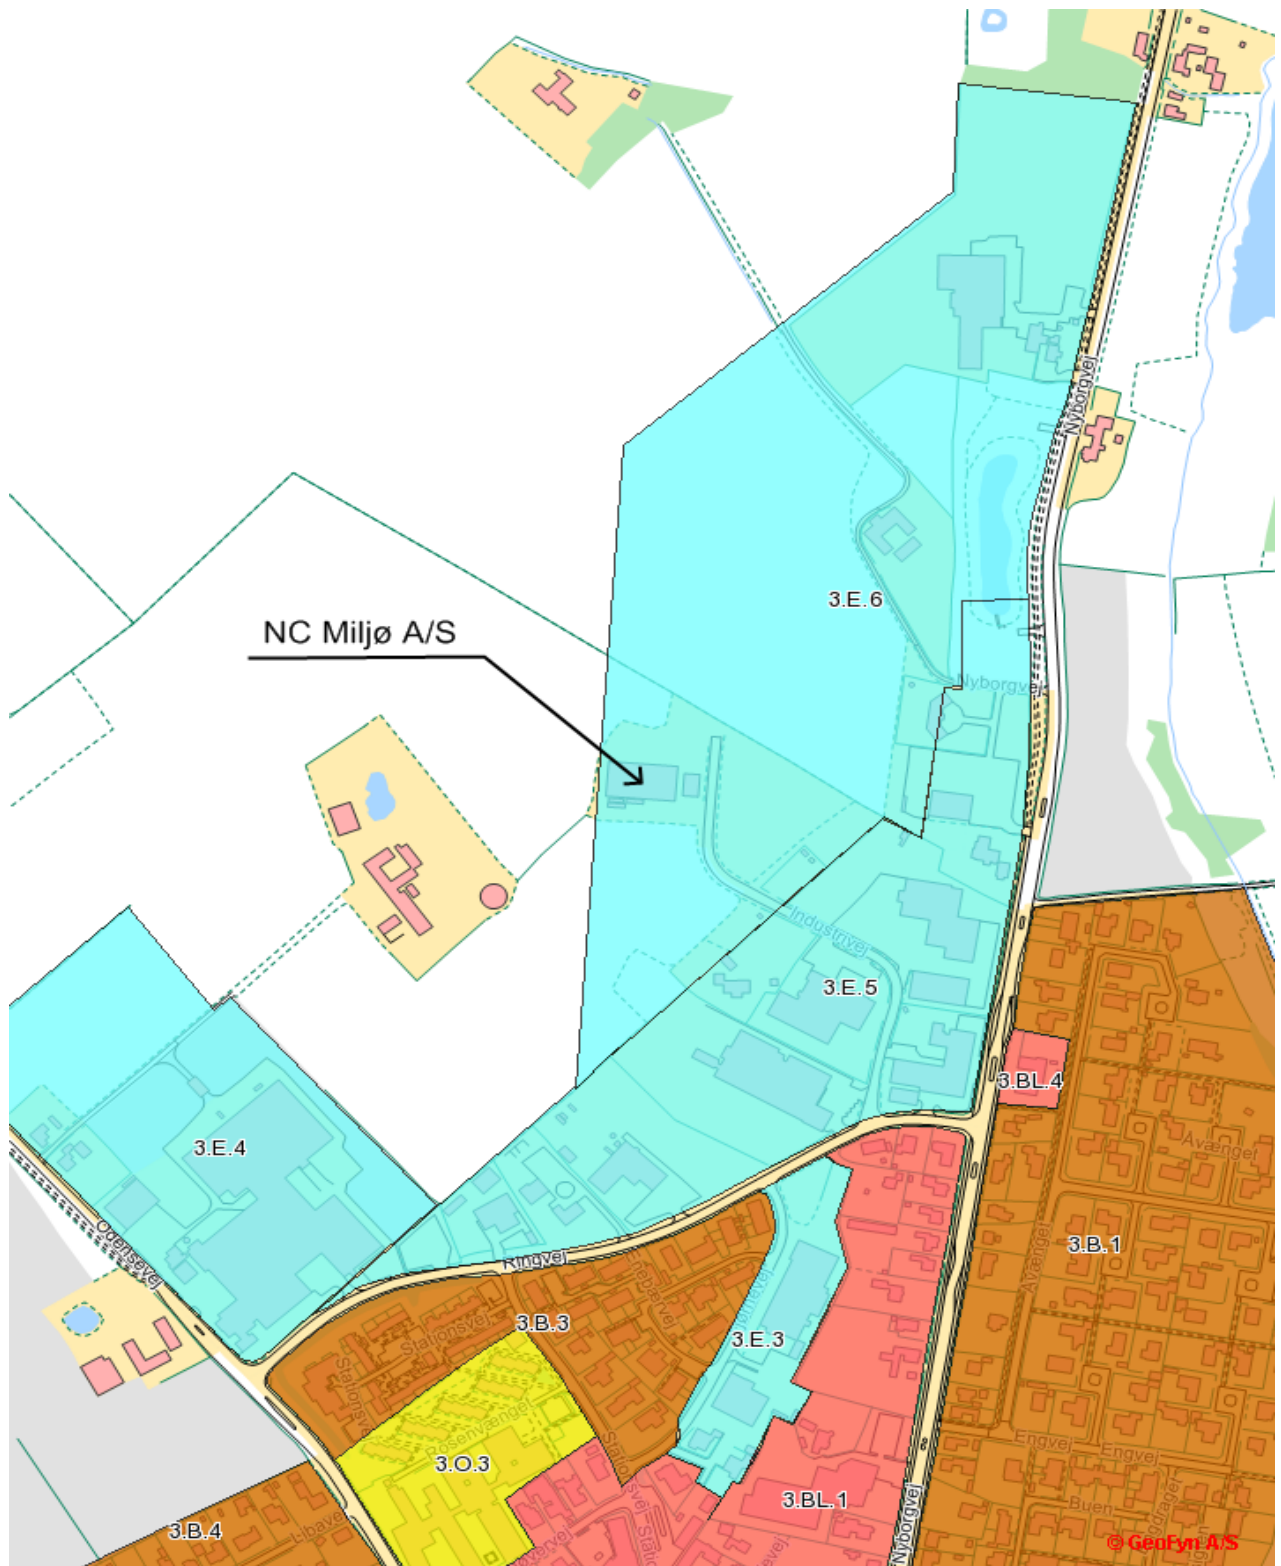 Nyborgvej
3.E.6
NC Miljø A/S
Nyborgvej
Industrivej
3.E.5
3.BL.4
3.E.4
Avænget
Odensevej
Avænget
3.B.1
Ringvej
3.B.3
Stationsvej
3.E.3
Rosenvænget
Engvej
Engvej
3.O.3
3.BL.1
Buen
3.B.4
Nyborgvej
© GeoFyn A/S